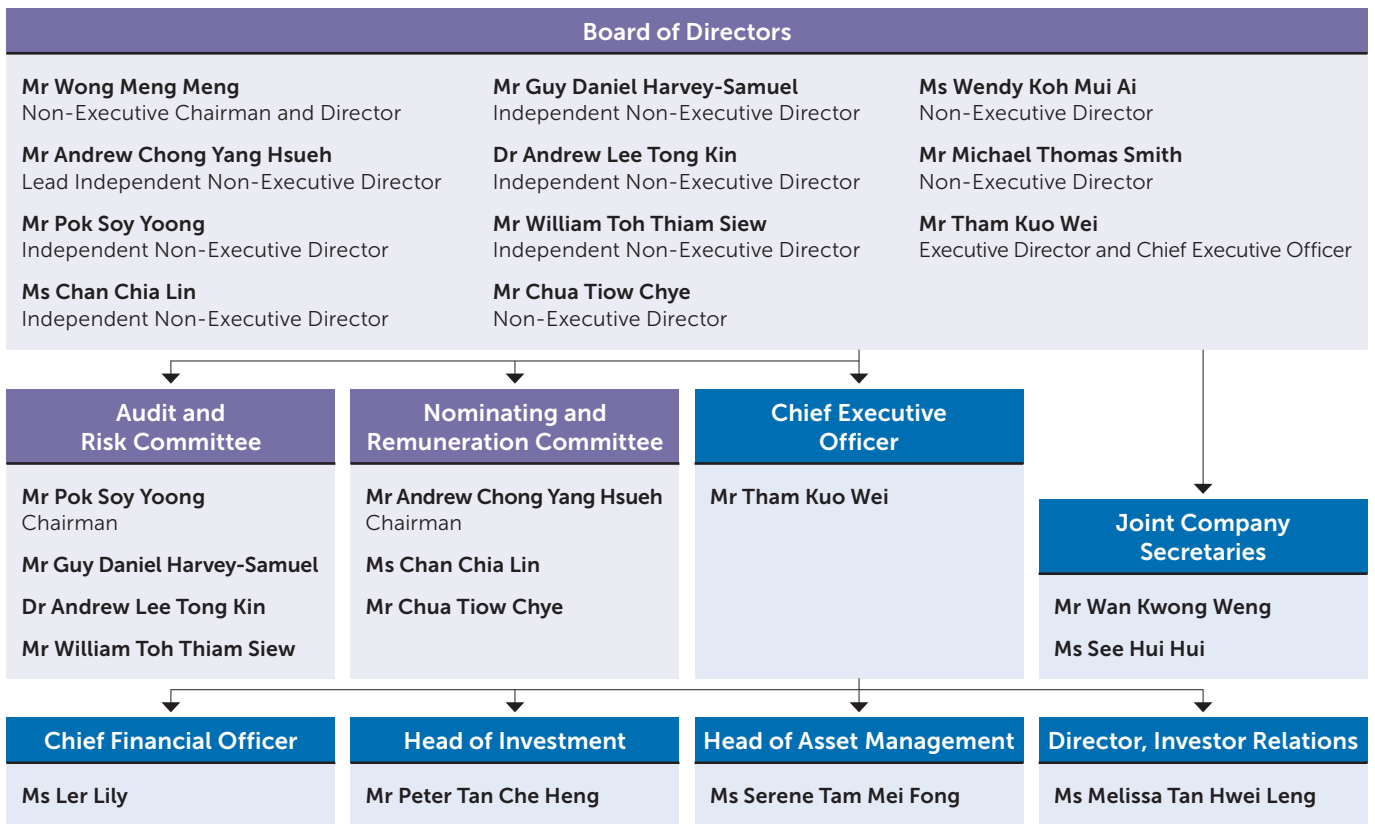 Board of Directors
Mr Wong Meng Meng
Non-Executive Chairman and Director
Mr Andrew Chong Yang Hsueh
Lead Independent Non-Executive Director
Mr Pok Soy Yoong
Independent Non-Executive Director
Ms Chan Chia Lin
Independent Non-Executive Director
Mr Guy Daniel Harvey-Samuel
Independent Non-Executive Director
Dr Andrew Lee Tong Kin
Independent Non-Executive Director
Mr William Toh Thiam Siew
Independent Non-Executive Director
Mr Chua Tiow Chye
Non-Executive Director
Ms Wendy Koh Mui Ai
Non-Executive Director
Mr Michael Thomas Smith
Non-Executive Director
Mr Tham Kuo Wei
Executive Director and Chief Executive Officer
Audit and
Risk Committee
Mr Pok Soy Yoong
Chairman
Mr Guy Daniel Harvey-Samuel
Dr Andrew Lee Tong Kin
Mr William Toh Thiam Siew
Nominating and
Remuneration Committee
Mr Andrew Chong Yang Hsueh
Chairman
Ms Chan Chia Lin
Mr Chua Tiow Chye
Chief Executive
Officer
Mr Tham Kuo Wei
Joint Company
Secretaries
Mr Wan Kwong Weng
Ms See Hui Hui
Chief Financial Officer
Ms Ler Lily
Head of Investment
Mr Peter Tan Che Heng
Head of Asset Management
Ms Serene Tam Mei Fong
Director, Investor Relations
Ms Melissa Tan Hwei Leng